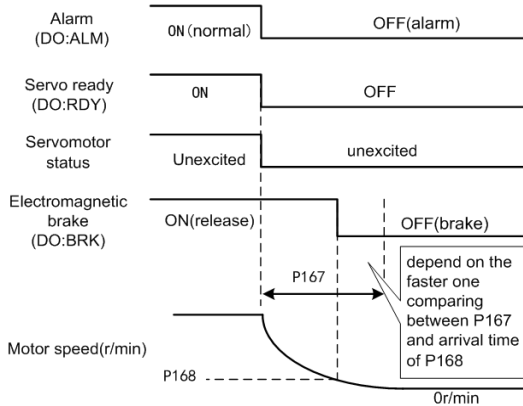 Alarm
(DO:ALM)
ON(normal)
OFF(alarm)
Servo ready
(DO:RDY)
ON
OFF
Servomotor
status
Unexcited
unexcited
Electromagnetic
brake
(DO:BRK)
ON(release)
OFF(brake)
P167
depend on the
faster one
comparing
between P167
and arrival time
of P168
Motor speed(r/min)
P168
0r/min